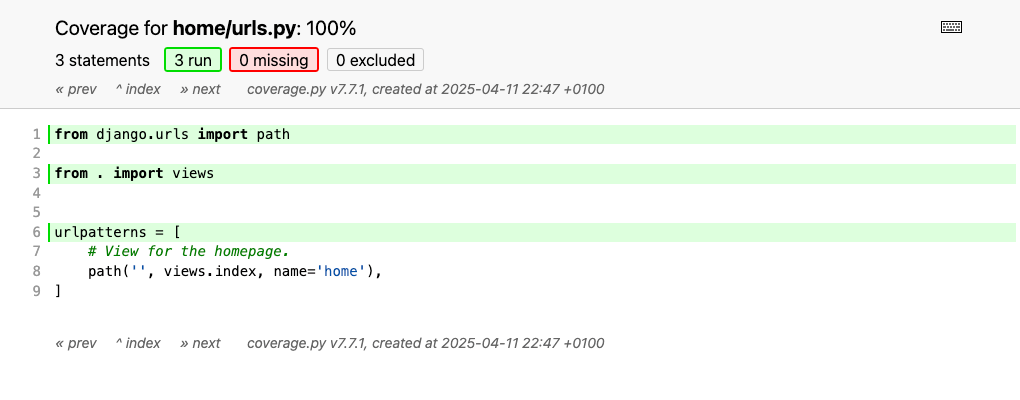 Coverage for home/urls.py: 100%
3 statements 3 run 0 missing 0 excluded
« prev ^ index » next coverage.py v7.7.1, created at 2025-04-11 22:47 +0100
1 from django.urls import path
2
3 from . import views
4
5
6 urlpatterns = [
7     # View for the homepage.
8     path('', views.index, name='home'),
9 ]
« prev ^ index » next coverage.py v7.7.1, created at 2025-04-11 22:47 +0100